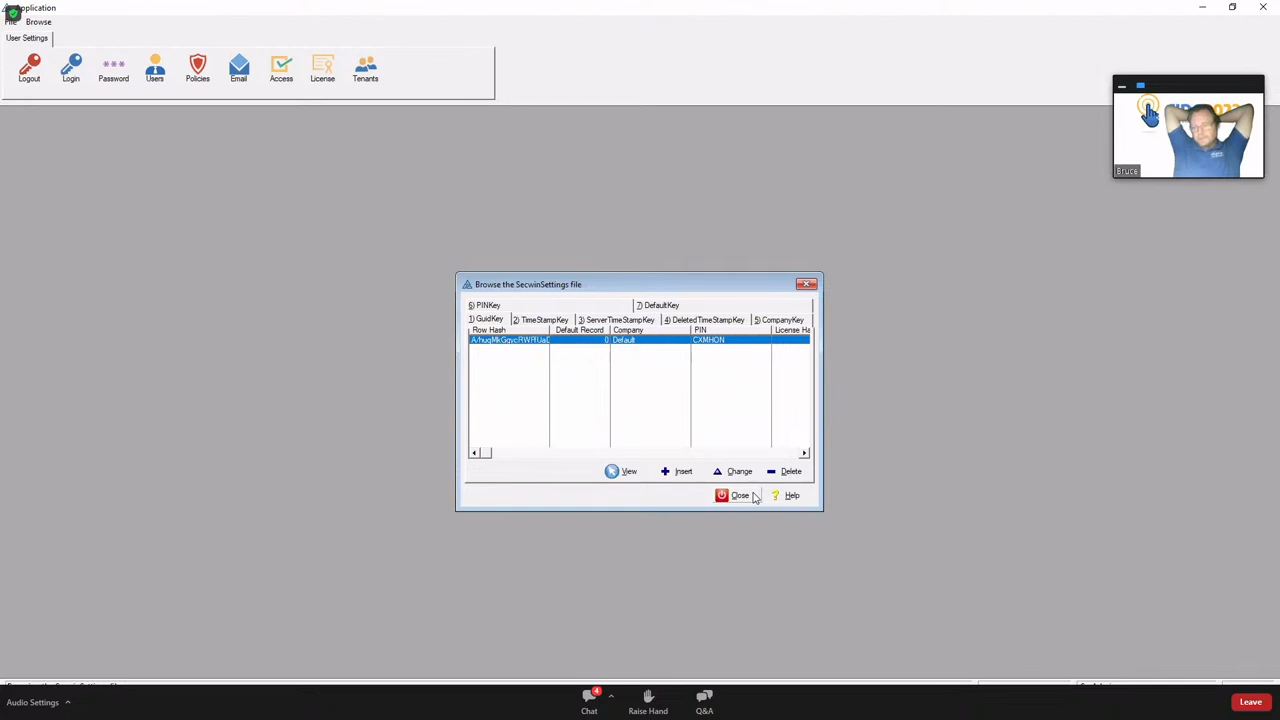 Application
File Browse
User Settings
Logout Login Password Users Policies Email Access License Tenants
Bruce
Browse the SecwinSettings file
6) PINKey 7) DefaultKey
1) GuidKey 2) TimeStampKey 3) ServerTimeStampKey 4) DeletedTimeStampKey 5) CompanyKey
Row Hash Default Record Company PIN License Ha
0 Default CXMHON
View Insert Change Delete
Close Help
Audio Settings 4 Chat Raise Hand Q&A Leave